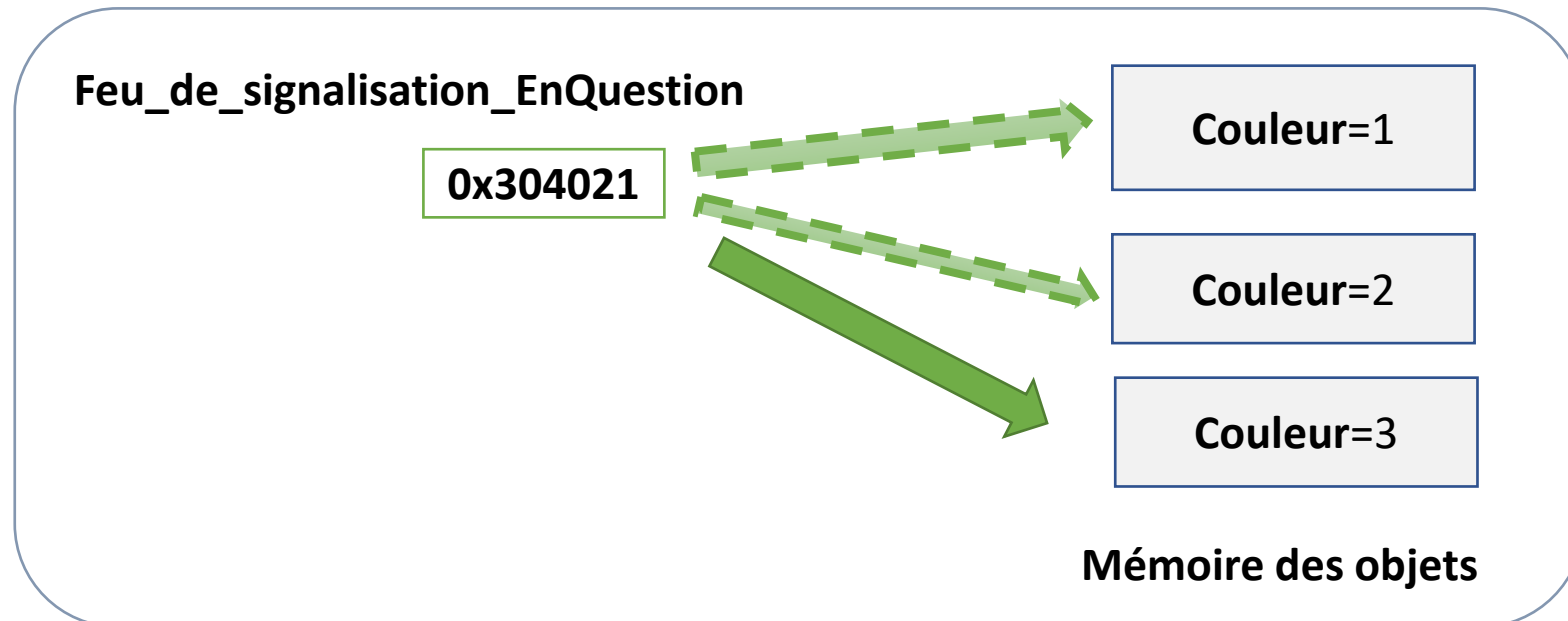 Feu_de_signalisation_EnQuestion
0x304021
Couleur=1
Couleur=2
Couleur=3
Mémoire des objets